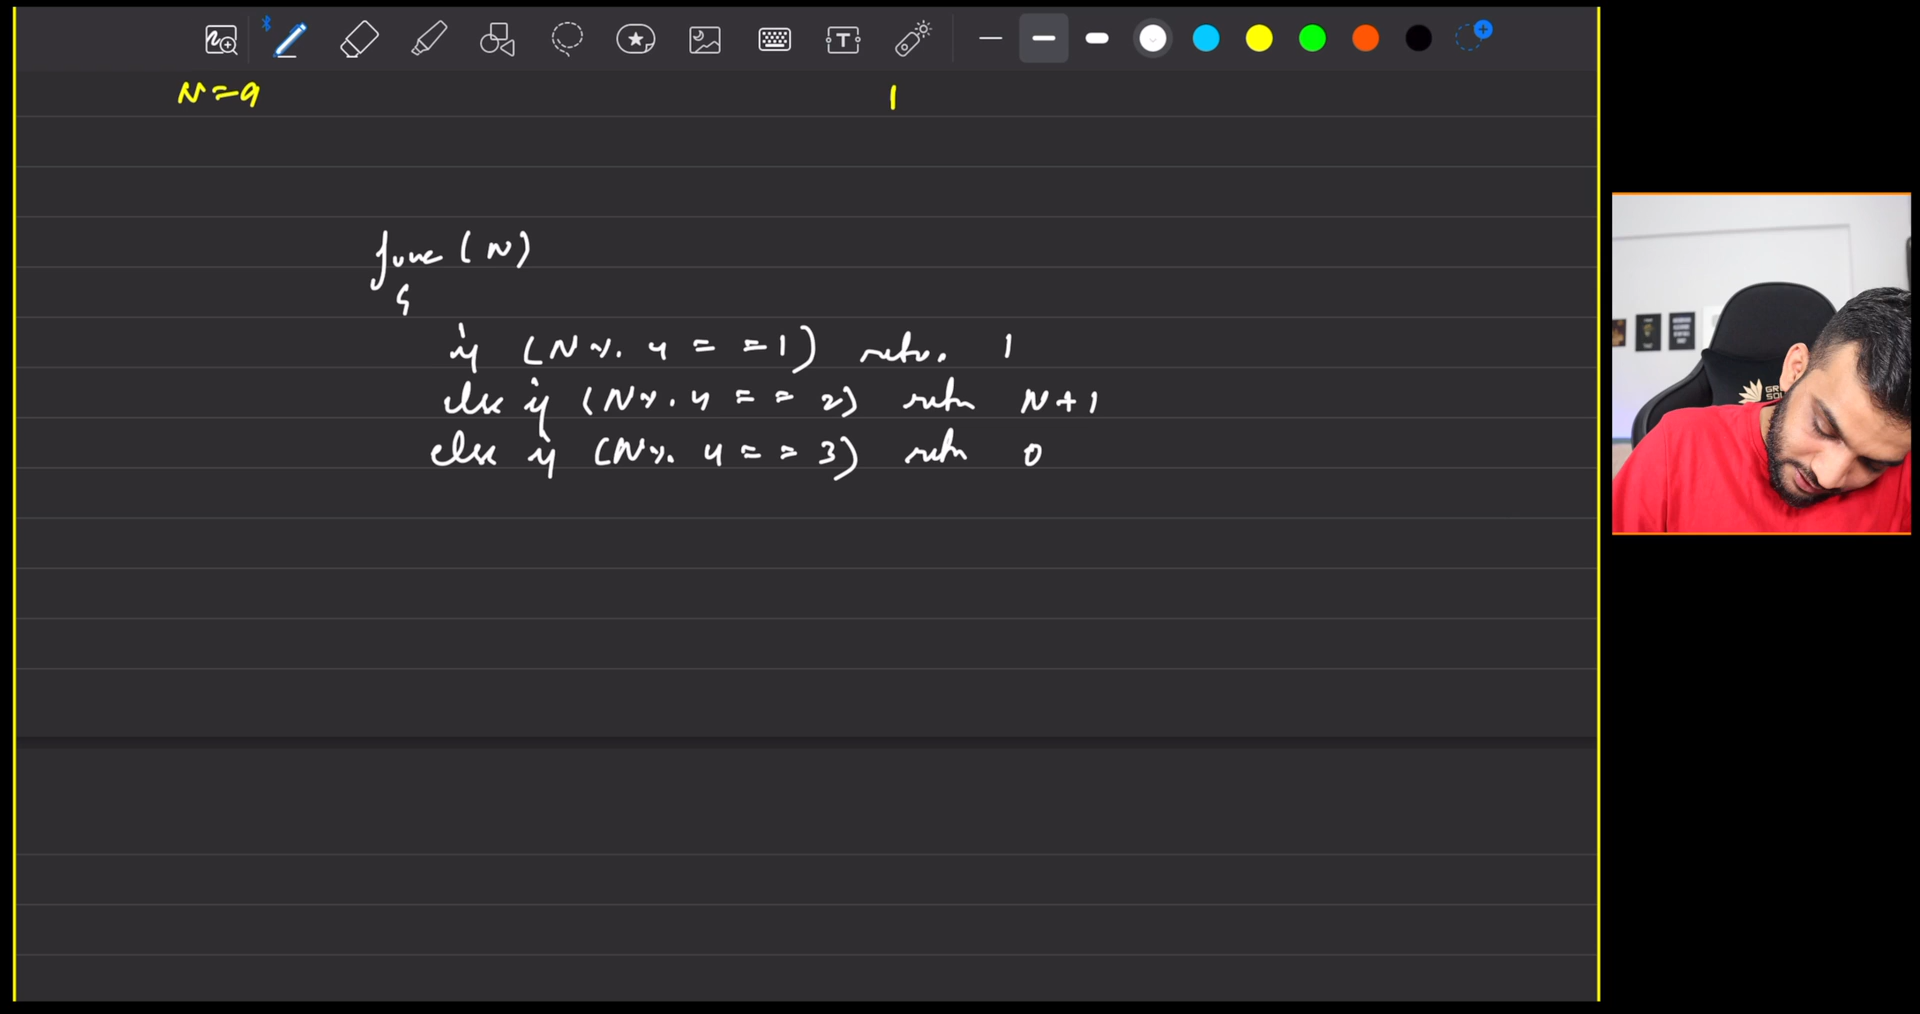 N=9 1
func(N)
{
if (N % 4 == 1) return 1
else if (N % 4 == 2) return N+1
else if (N % 4 == 3) return 0